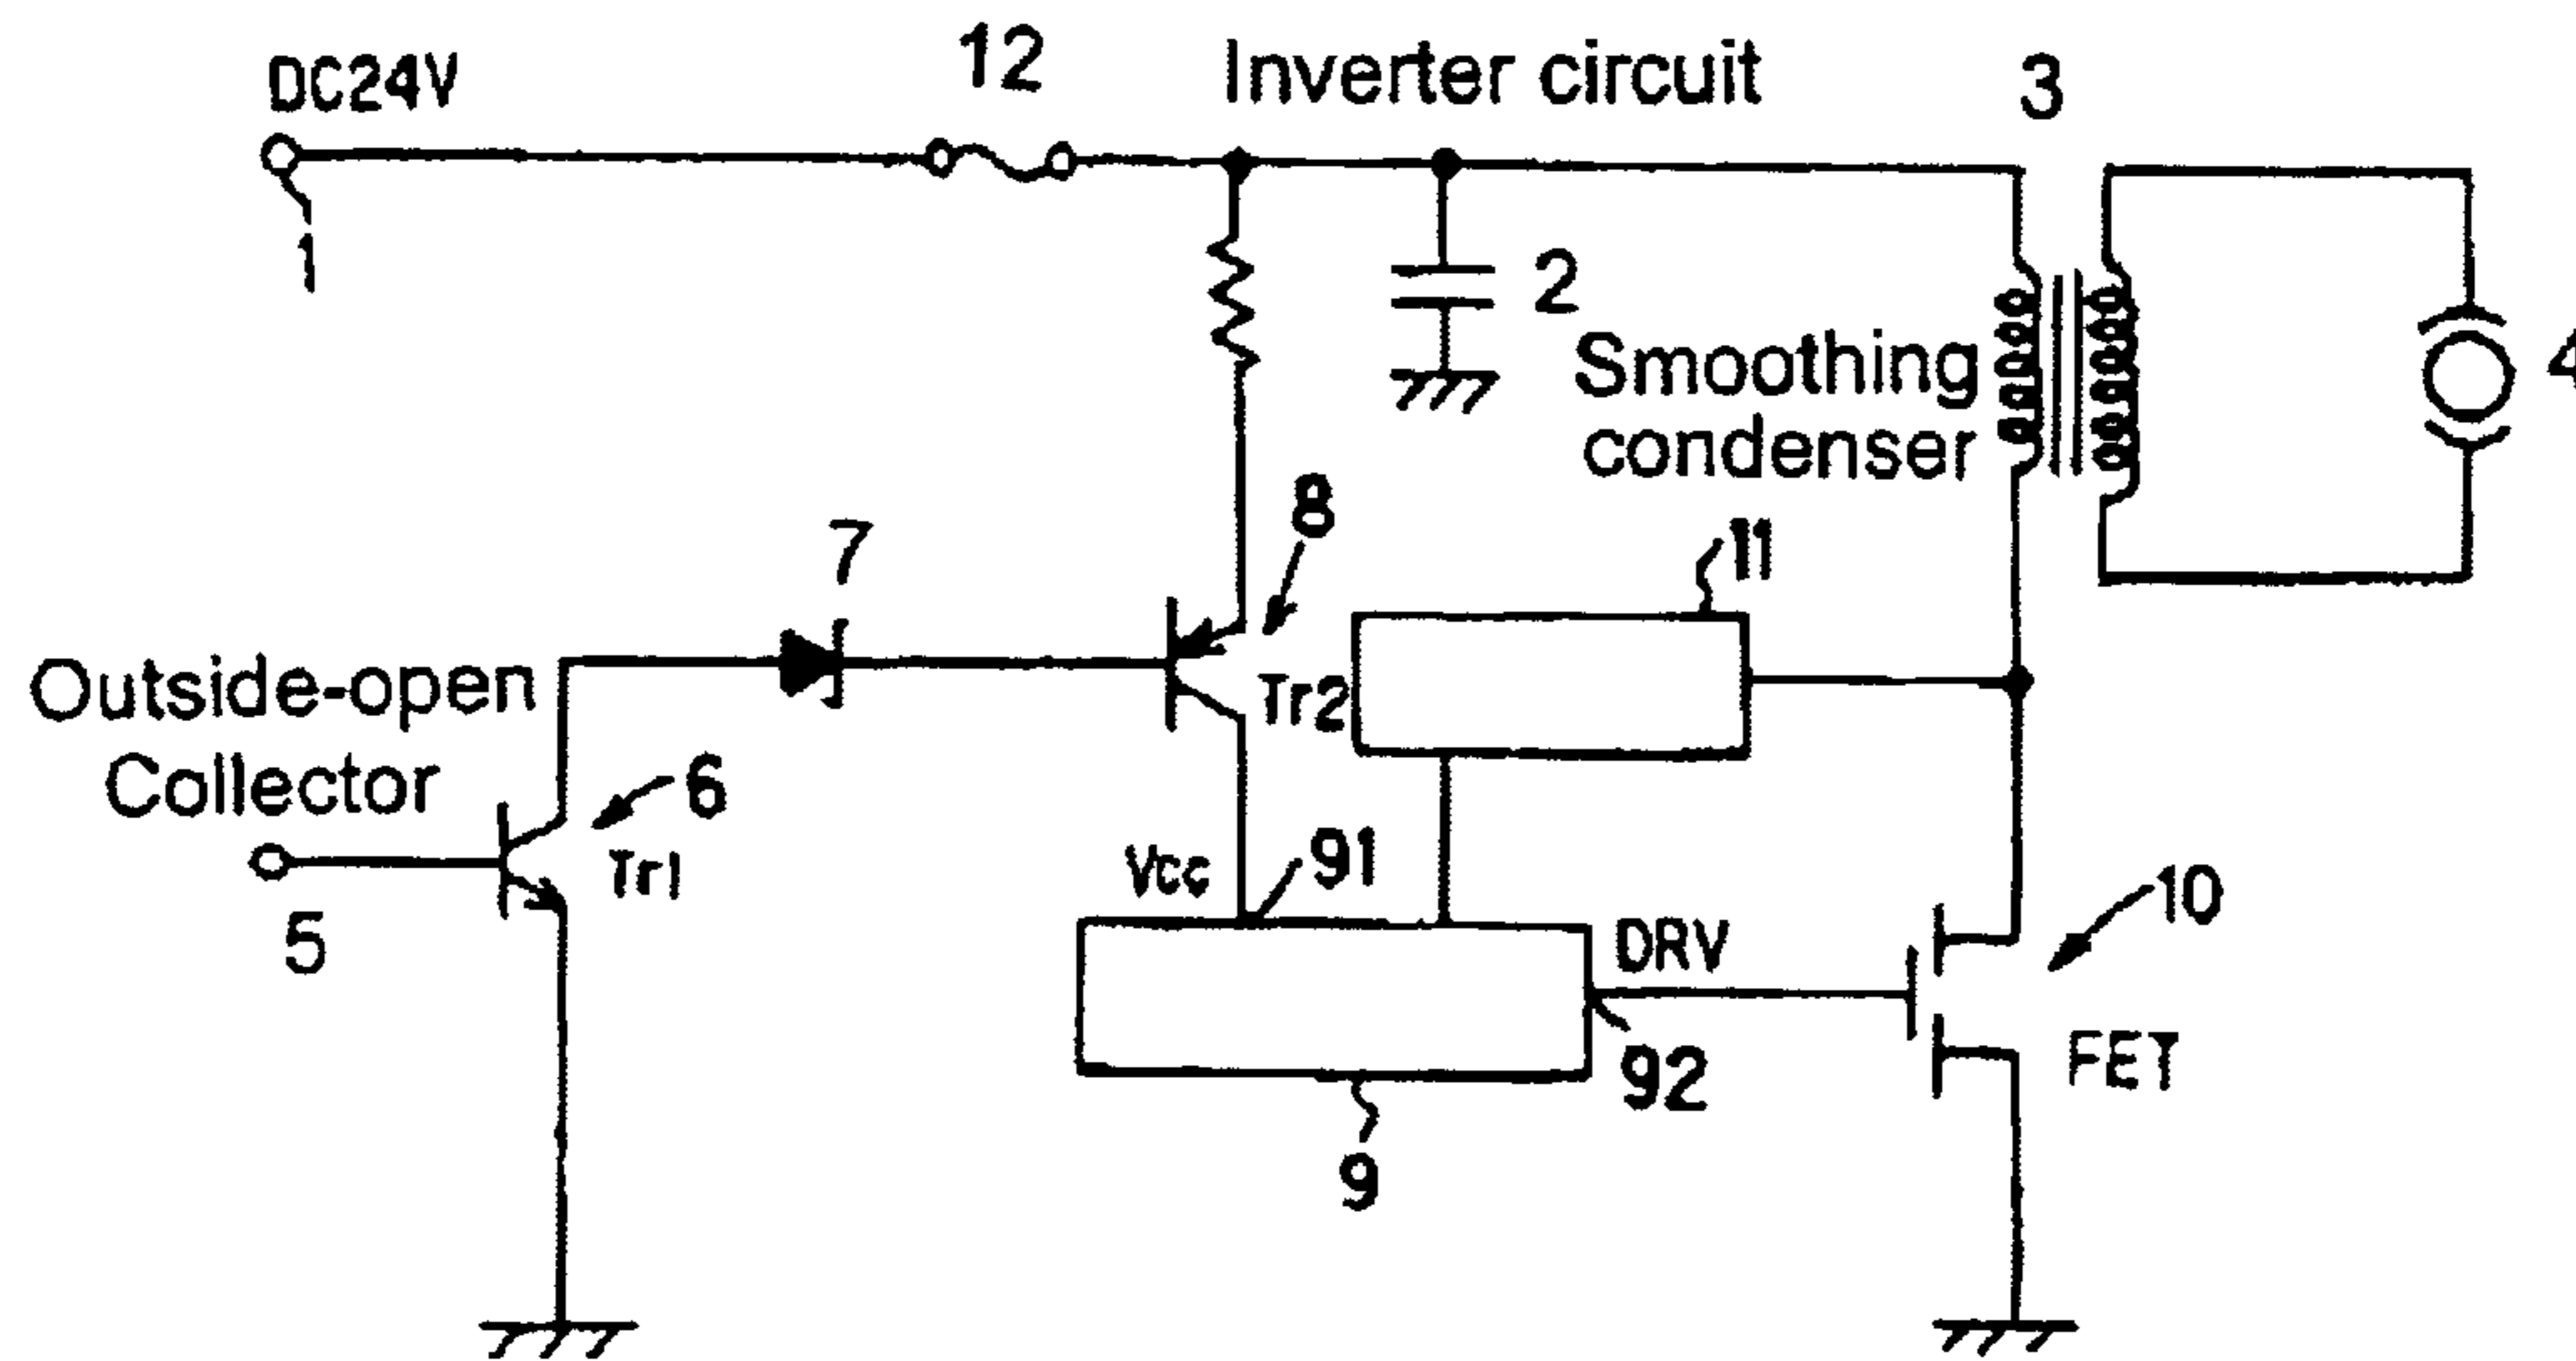 DC24V
12
Inverter circuit
3
1
2
Smoothing
condenser
4
8
7
11
Outside-open
Collector
Tr2
6
Tr1
Vcc
91
5
DRV
10
92
FET
9